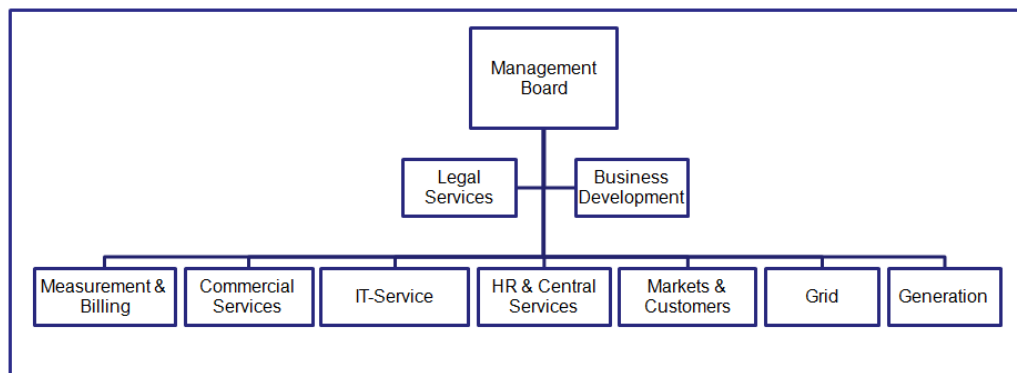 Management
Board
Legal
Services
Business
Development
Measurement &
Billing
Commercial
Services
IT-Service
HR & Central
Services
Markets &
Customers
Grid
Generation